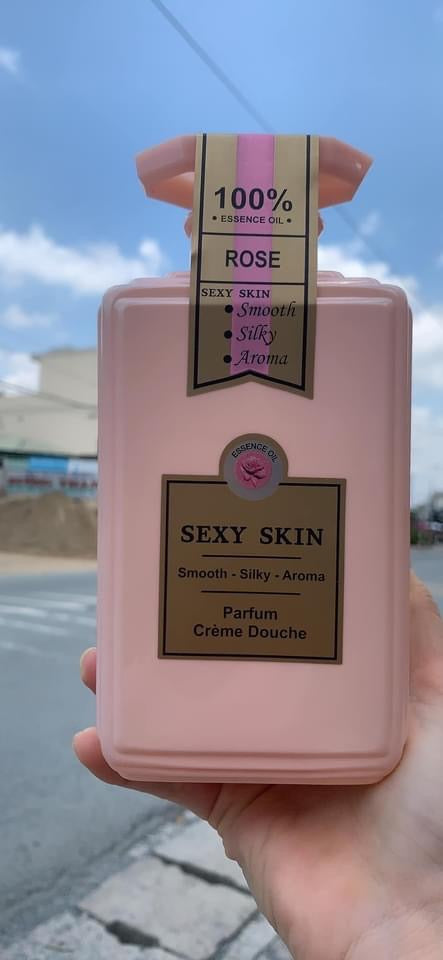 100%
• ESSENCE OIL •
ROSE
SEXY SKIN
• Smooth
• Silky
• Aroma
ESSENCE OIL
SEXY SKIN
Smooth - Silky - Aroma
Parfum
Crème Douche